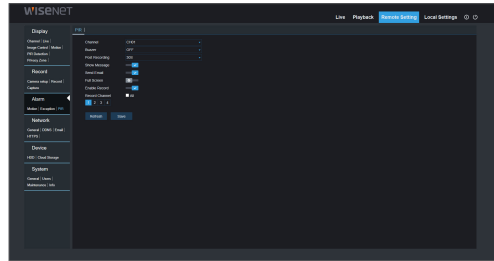 WISENET
Live Playback Remote Setting Local Settings
Display
Channel | Live |
Image Control | Motion |
PIR Detection |
Privacy Zone |
Record
Camera setup | Record |
Capture
Alarm
Motion | Exception | PIR
Network
General | DDNS | Email |
HTTPS |
Device
HDD | Cloud Storage
System
General | Users |
Maintenance | Info
PIR |
Channel CH01
Buzzer OFF
Post Recording 30S
Show Message
Send Email
Full Screen
Enable Record
Record Channel All
1 2 3 4
Refresh Save